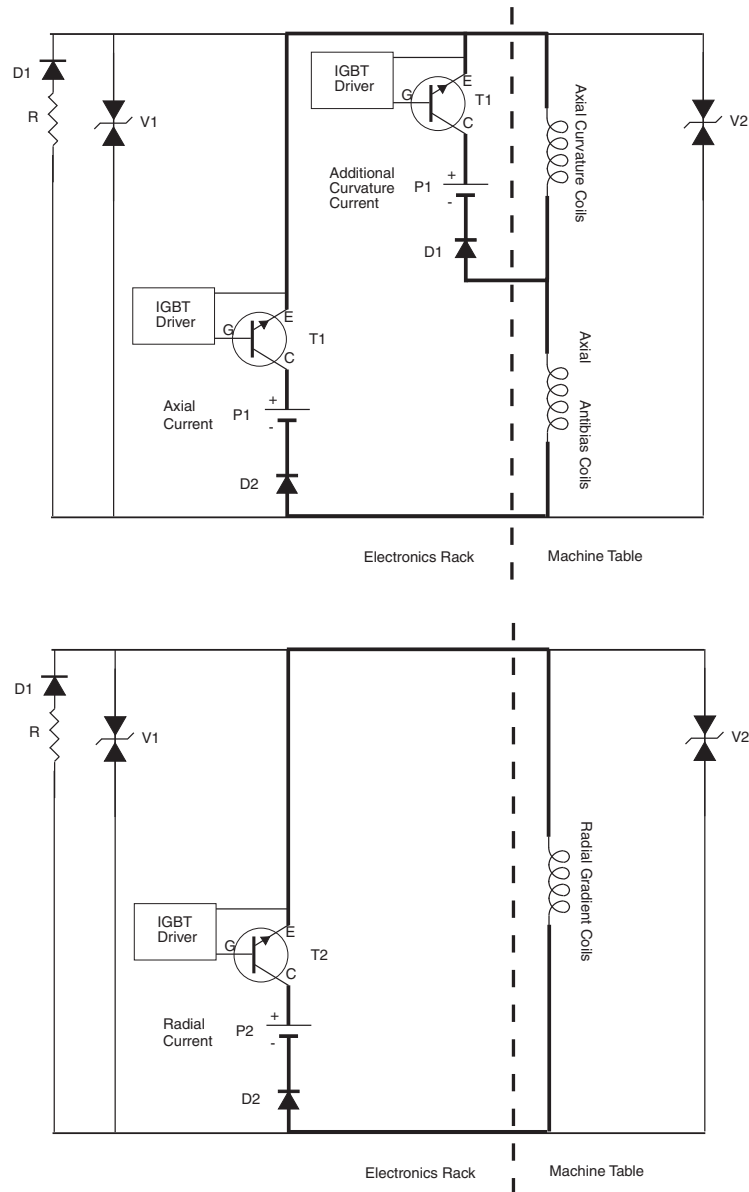 D1
R
V1
IGBT
Driver
G
E
T1
C
Additional
Curvature
Current
+
P1
-
D1
Axial Curvature Coils
V2
IGBT
Driver
G
E
T1
C
Axial
Current
+
P1
-
D2
Axial Antibias Coils
Electronics Rack
Machine Table
D1
R
V1
V2
IGBT
Driver
G
E
T2
C
Radial
Current
+
P2
-
D2
Radial Gradient Coils
Electronics Rack
Machine Table